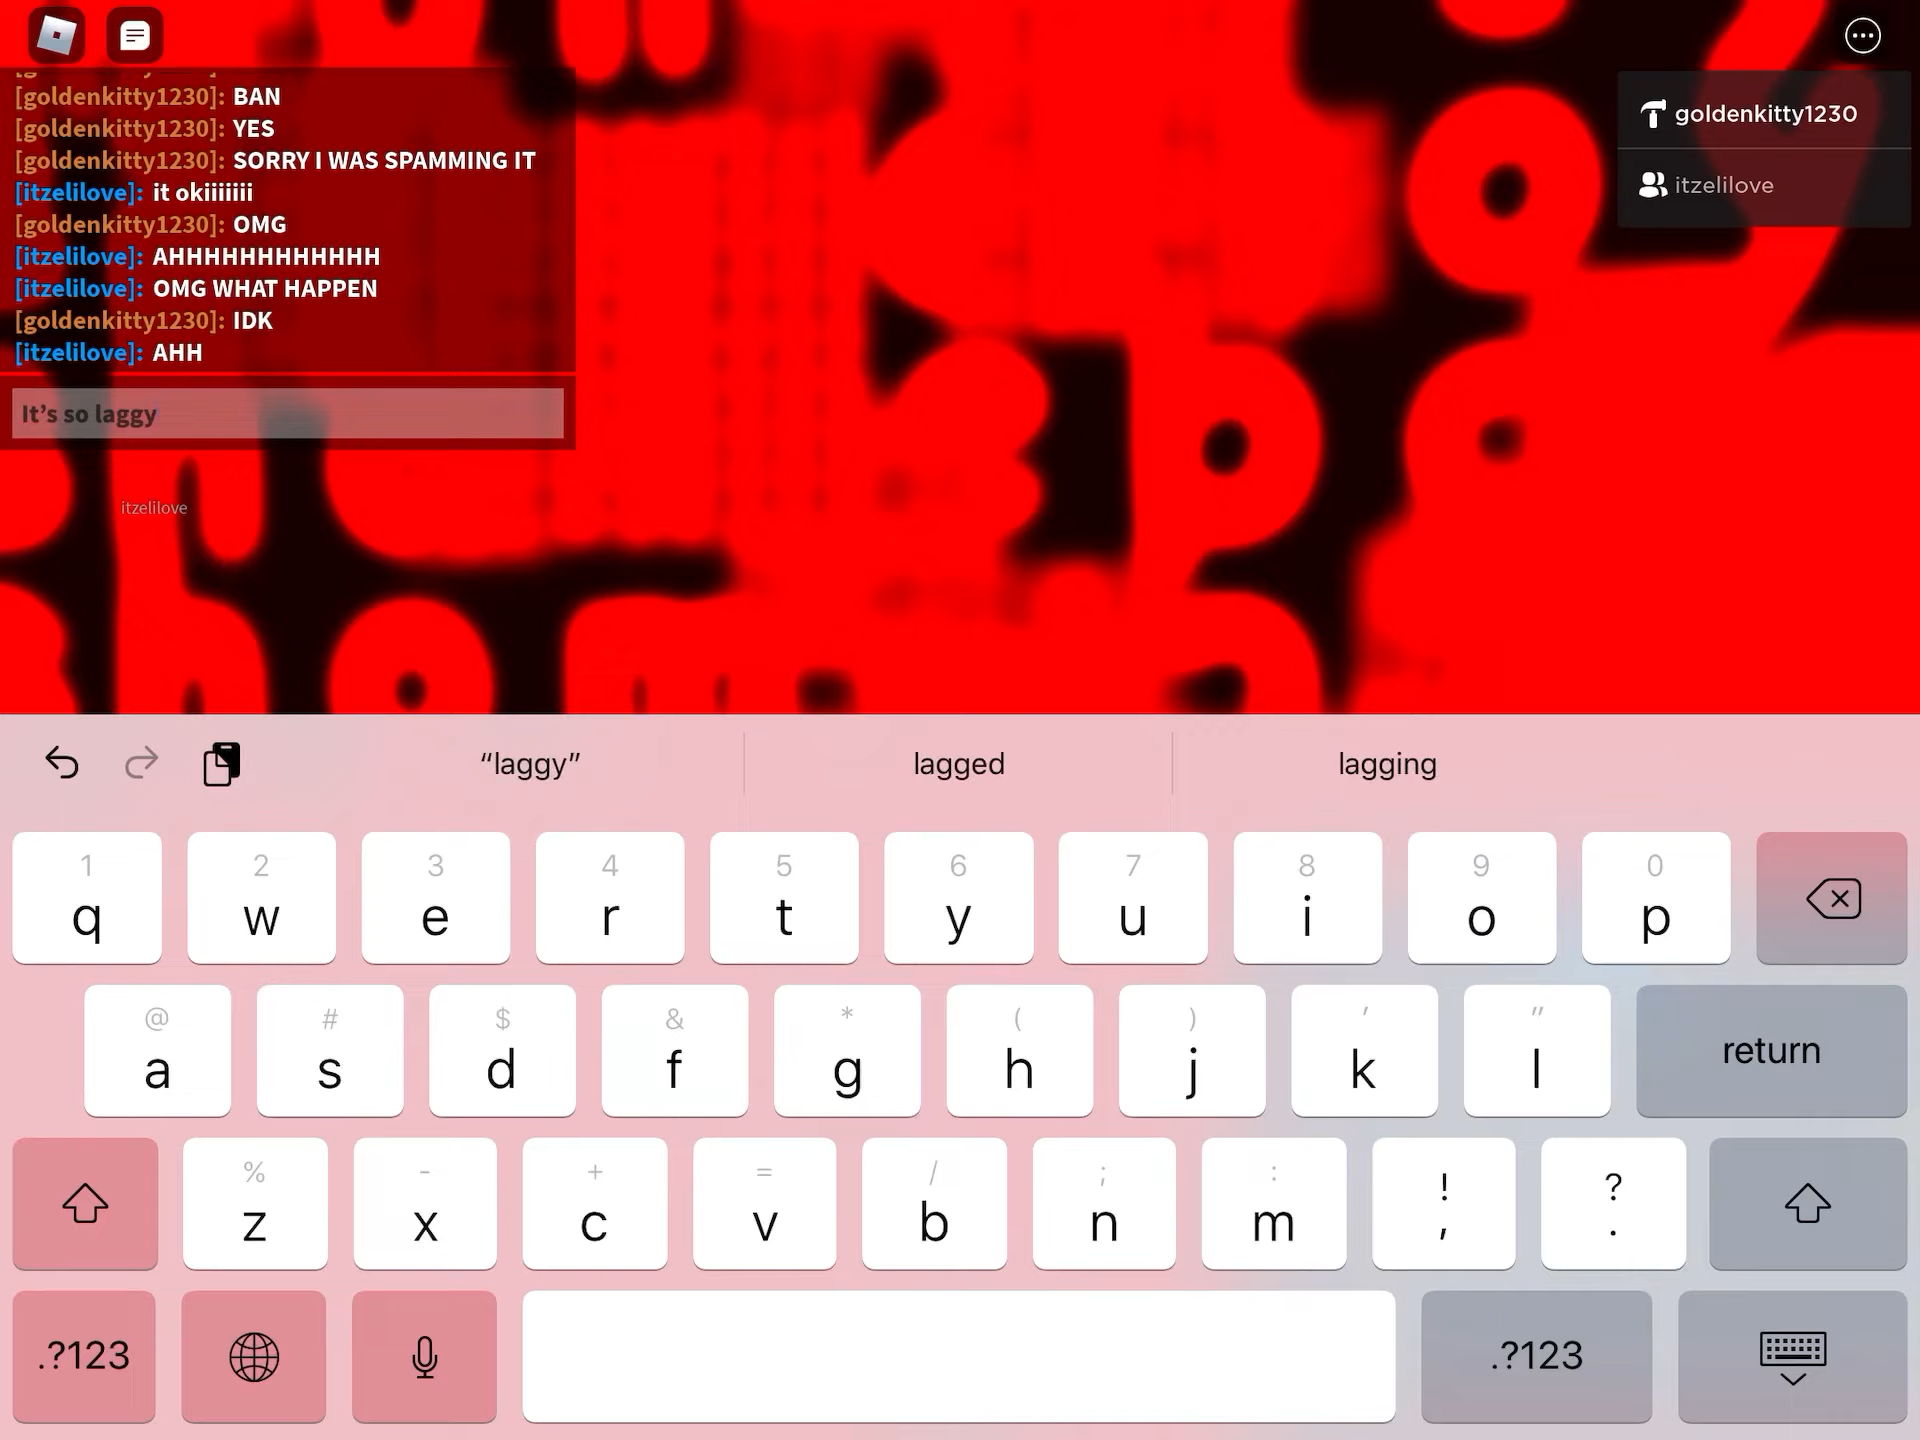 [goldenkitty1230]: BAN
[goldenkitty1230]: YES
[goldenkitty1230]: SORRY I WAS SPAMMING IT
[itzelilove]: it okiiiiiii
[goldenkitty1230]: OMG
[itzelilove]: AHHHHHHHHHHHHH
[itzelilove]: OMG WHAT HAPPEN
[goldenkitty1230]: IDK
[itzelilove]: AHH
It's so laggy
goldenkitty1230
itzelilove
itzelilove
“laggy” lagged lagging
1 2 3 4 5 6 7 8 9 0
q w e r t y u i o p
@ # $ & * ( ) ' "
a s d f g h j k l return
% - + = / ; : ! ?
z x c v b n m , .
.?123 .?123